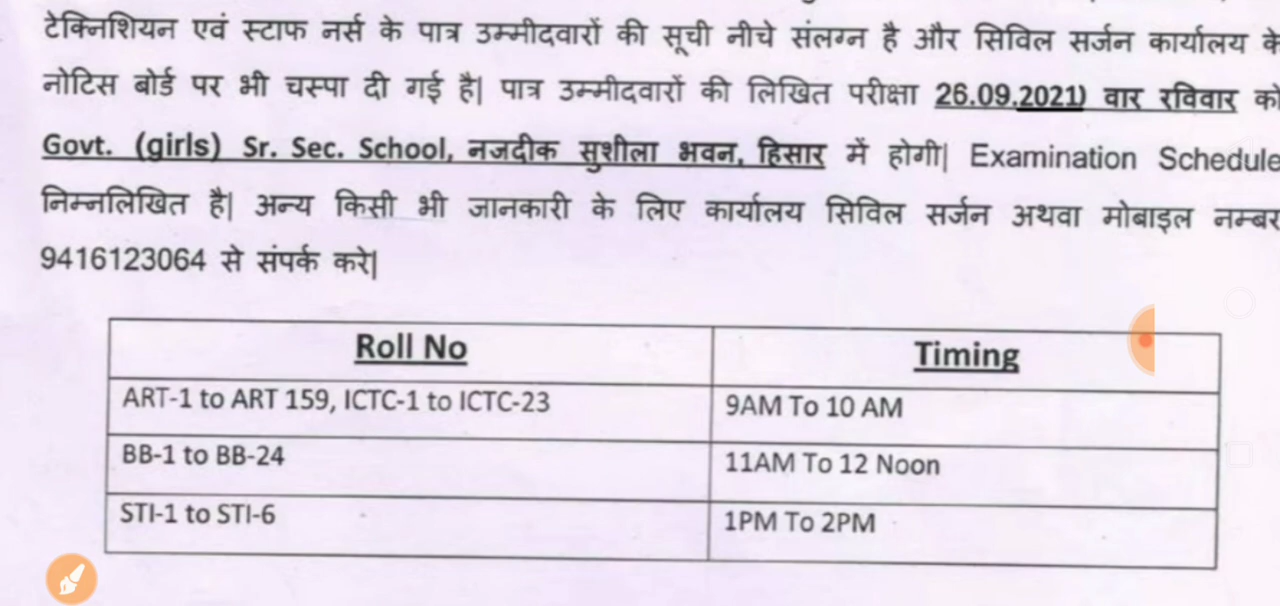 टेक्निशियन एवं स्टाफ नर्स के पात्र उम्मीदवारों की सूची नीचे संलग्न है और सिविल सर्जन कार्यालय के
नोटिस बोर्ड पर भी चस्पा दी गई है| पात्र उम्मीदवारों की लिखित परीक्षा 26.09.2021) वार रविवार को
Govt. (girls) Sr. Sec. School, नजदीक सुशीला भवन, हिसार में होगी| Examination Schedule
निम्नलिखित है| अन्य किसी भी जानकारी के लिए कार्यालय सिविल सर्जन अथवा मोबाइल नम्बर
9416123064 से संपर्क करे|
Roll No Timing
ART-1 to ART 159, ICTC-1 to ICTC-23 9AM To 10 AM
BB-1 to BB-24 11AM To 12 Noon
STI-1 to STI-6 1PM To 2PM